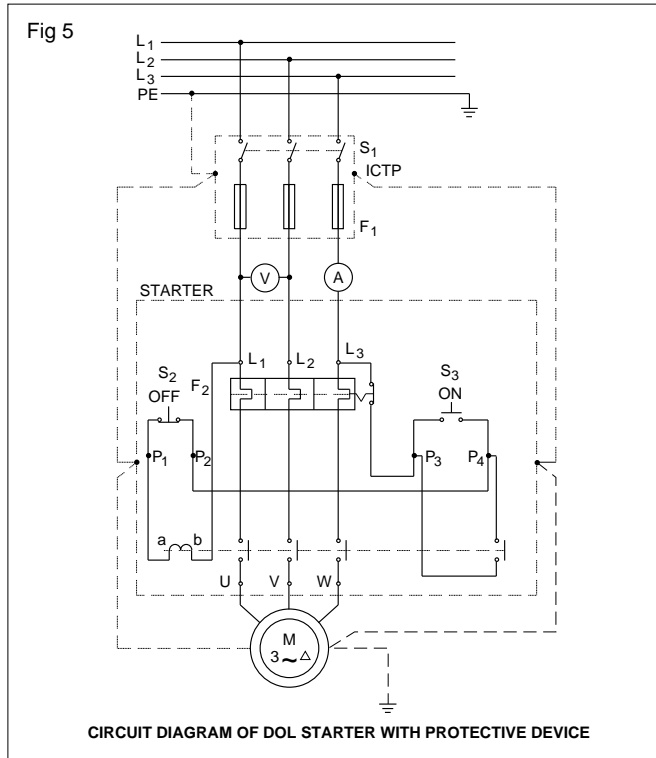 Fig 5
L1
L2
L3
PE
S1
ICTP
F1
V
A
STARTER
L1
L2
L3
S2
OFF
F2
S3
ON
P1
P2
P3
P4
a
b
U
V
W
M
3 ~ △
CIRCUIT DIAGRAM OF DOL STARTER WITH PROTECTIVE DEVICE